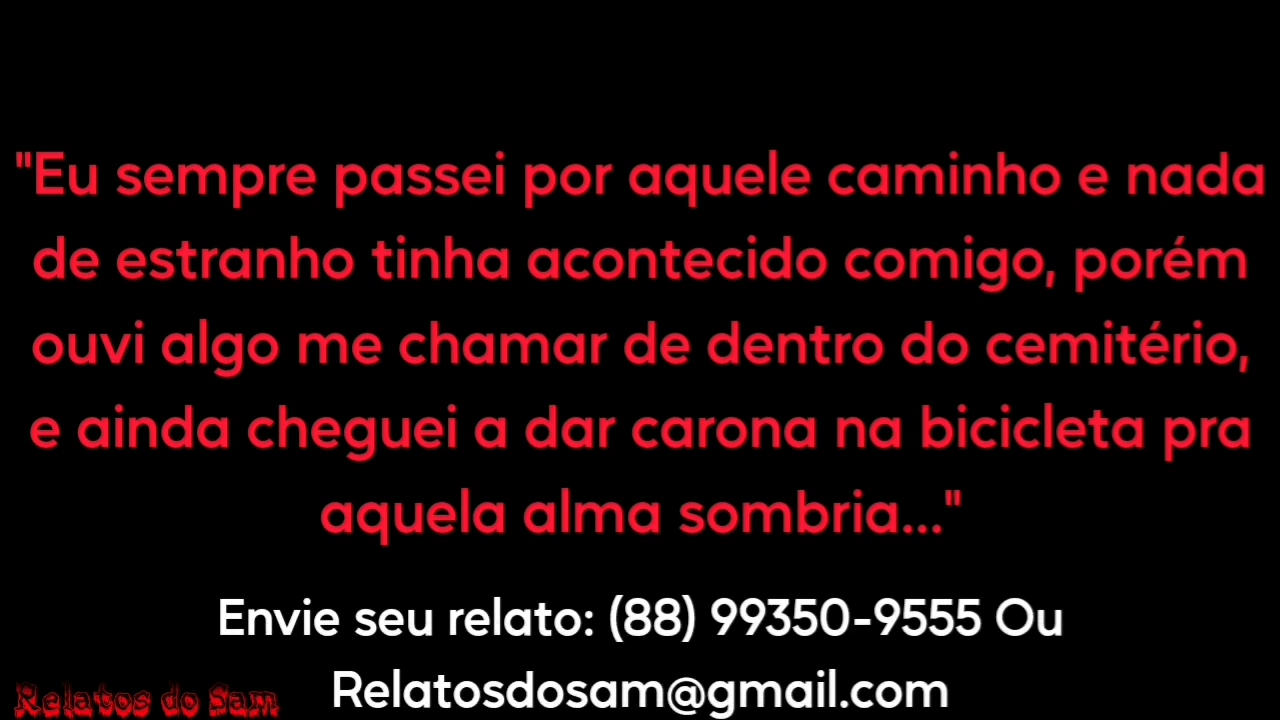 "Eu sempre passei por aquele caminho e nada
de estranho tinha acontecido comigo, porém
ouvi algo me chamar de dentro do cemitério,
e ainda cheguei a dar carona na bicicleta pra
aquela alma sombria..."
Envie seu relato: (88) 99350-9555 Ou
Relatosdosam@gmail.com
Relatos do Sam